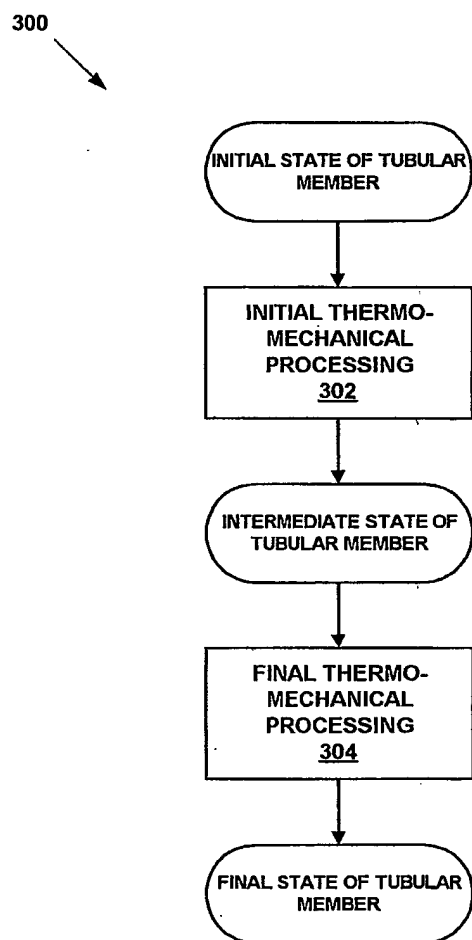 300
INITIAL STATE OF TUBULAR
MEMBER
INITIAL THERMO-
MECHANICAL
PROCESSING
302
INTERMEDIATE STATE OF
TUBULAR MEMBER
FINAL THERMO-
MECHANICAL
PROCESSING
304
FINAL STATE OF TUBULAR
MEMBER